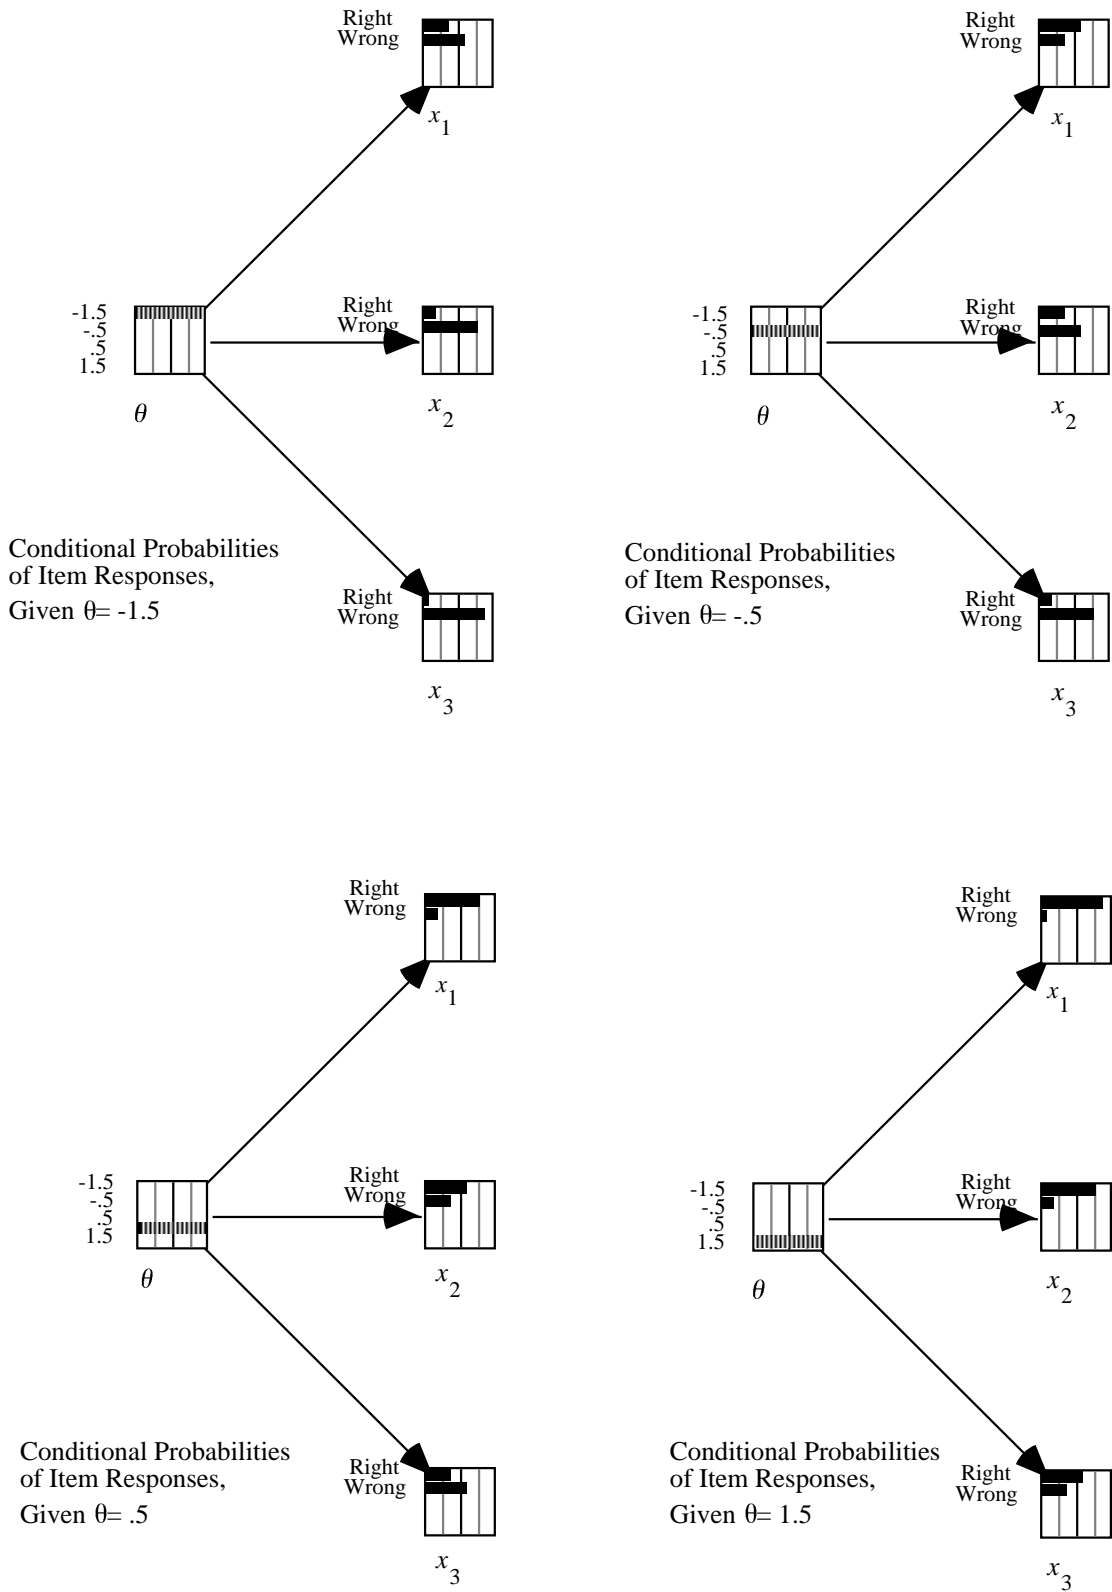 Right
Wrong
x1
-1.5
-.5
.5
1.5
θ
Right
Wrong
x2
Conditional Probabilities
of Item Responses,
Given θ= -1.5
Right
Wrong
x3
Right
Wrong
x1
-1.5
-.5
.5
1.5
θ
Right
Wrong
x2
Conditional Probabilities
of Item Responses,
Given θ= -.5
Right
Wrong
x3
Right
Wrong
x1
-1.5
-.5
.5
1.5
θ
Right
Wrong
x2
Conditional Probabilities
of Item Responses,
Given θ= .5
Right
Wrong
x3
Right
Wrong
x1
-1.5
-.5
.5
1.5
θ
Right
Wrong
x2
Conditional Probabilities
of Item Responses,
Given θ= 1.5
Right
Wrong
x3